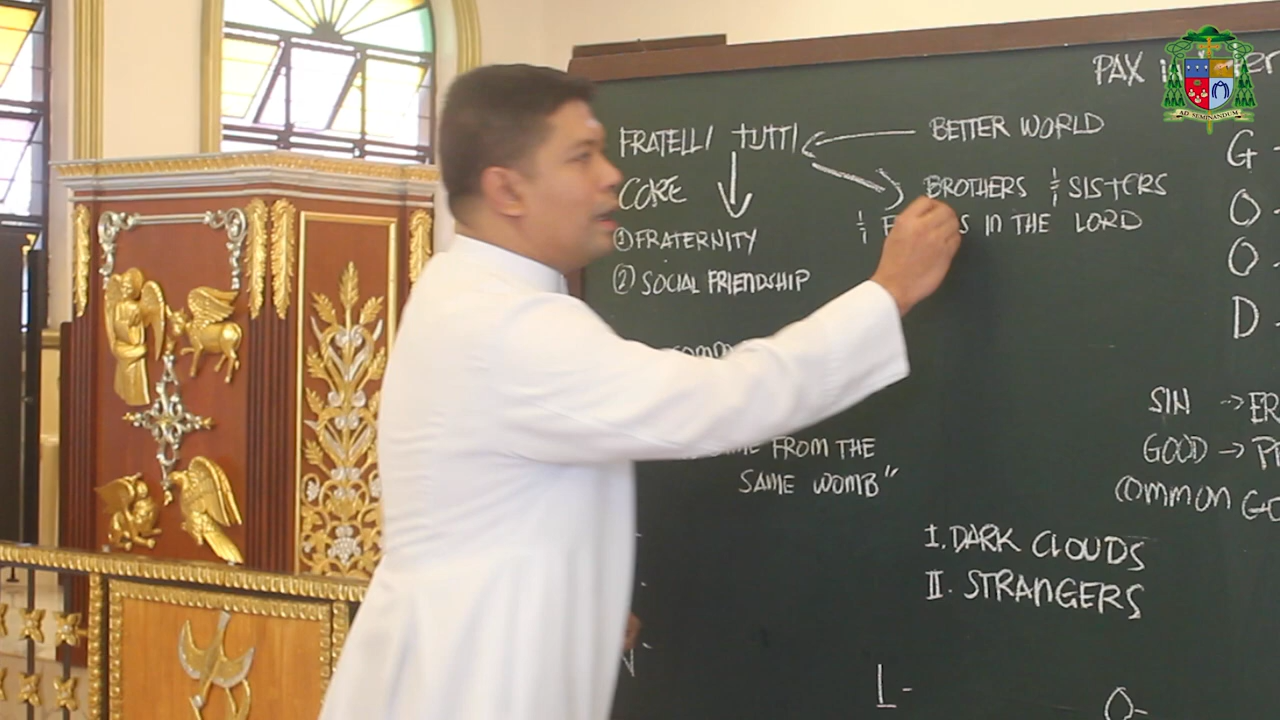 PAX
AD SEMINANDUM
FRATELLI TUTTI
BETTER WORLD
CORE
BROTHERS & SISTERS
& IN THE LORD
① FRATERNITY
② SOCIAL FRIENDSHIP
G -
O -
O -
D -
FROM THE
SAME WOMB"
SIN →
GOOD →
COMMON
I. DARK CLOUDS
II. STRANGERS
L-
O-